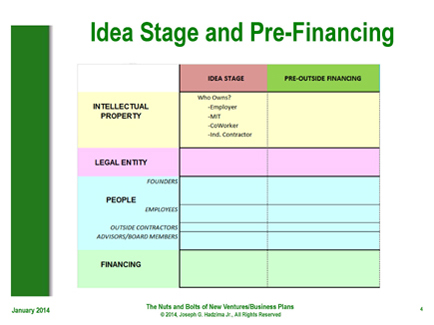 Idea Stage and Pre-Financing
IDEA STAGE
PRE-OUTSIDE FINANCING
INTELLECTUAL
PROPERTY
Who Owns?
-Employer
-MIT
-CoWorker
-Ind. Contractor
LEGAL ENTITY
FOUNDERS
PEOPLE
EMPLOYEES
OUTSIDE CONTRACTORS
ADVISORS/BOARD MEMBERS
FINANCING
January 2014
The Nuts and Bolts of New Ventures/Business Plans
© 2014, Joseph G. Hadzima Jr., All Rights Reserved
4